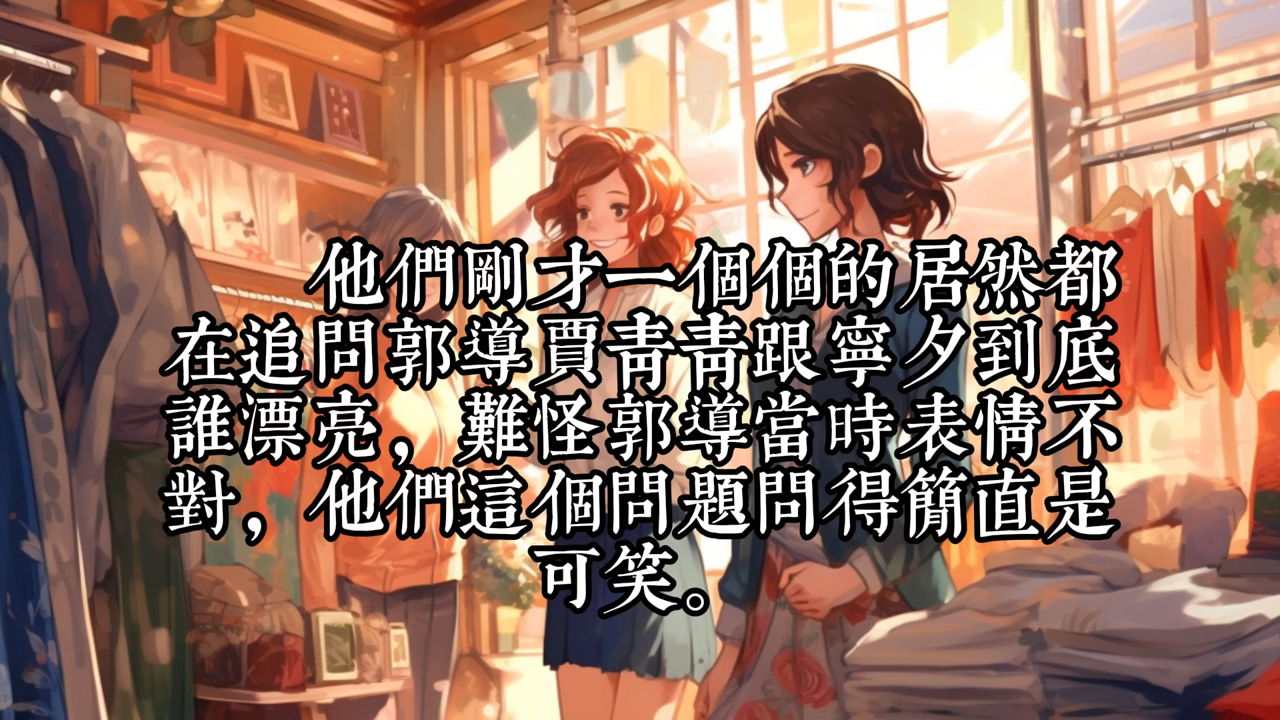 他們剛才一個個的居然都
在追問郭導賈青青跟寧夕到底
誰漂亮，難怪郭導當時表情不
對，他們這個問題問得簡直是
可笑。